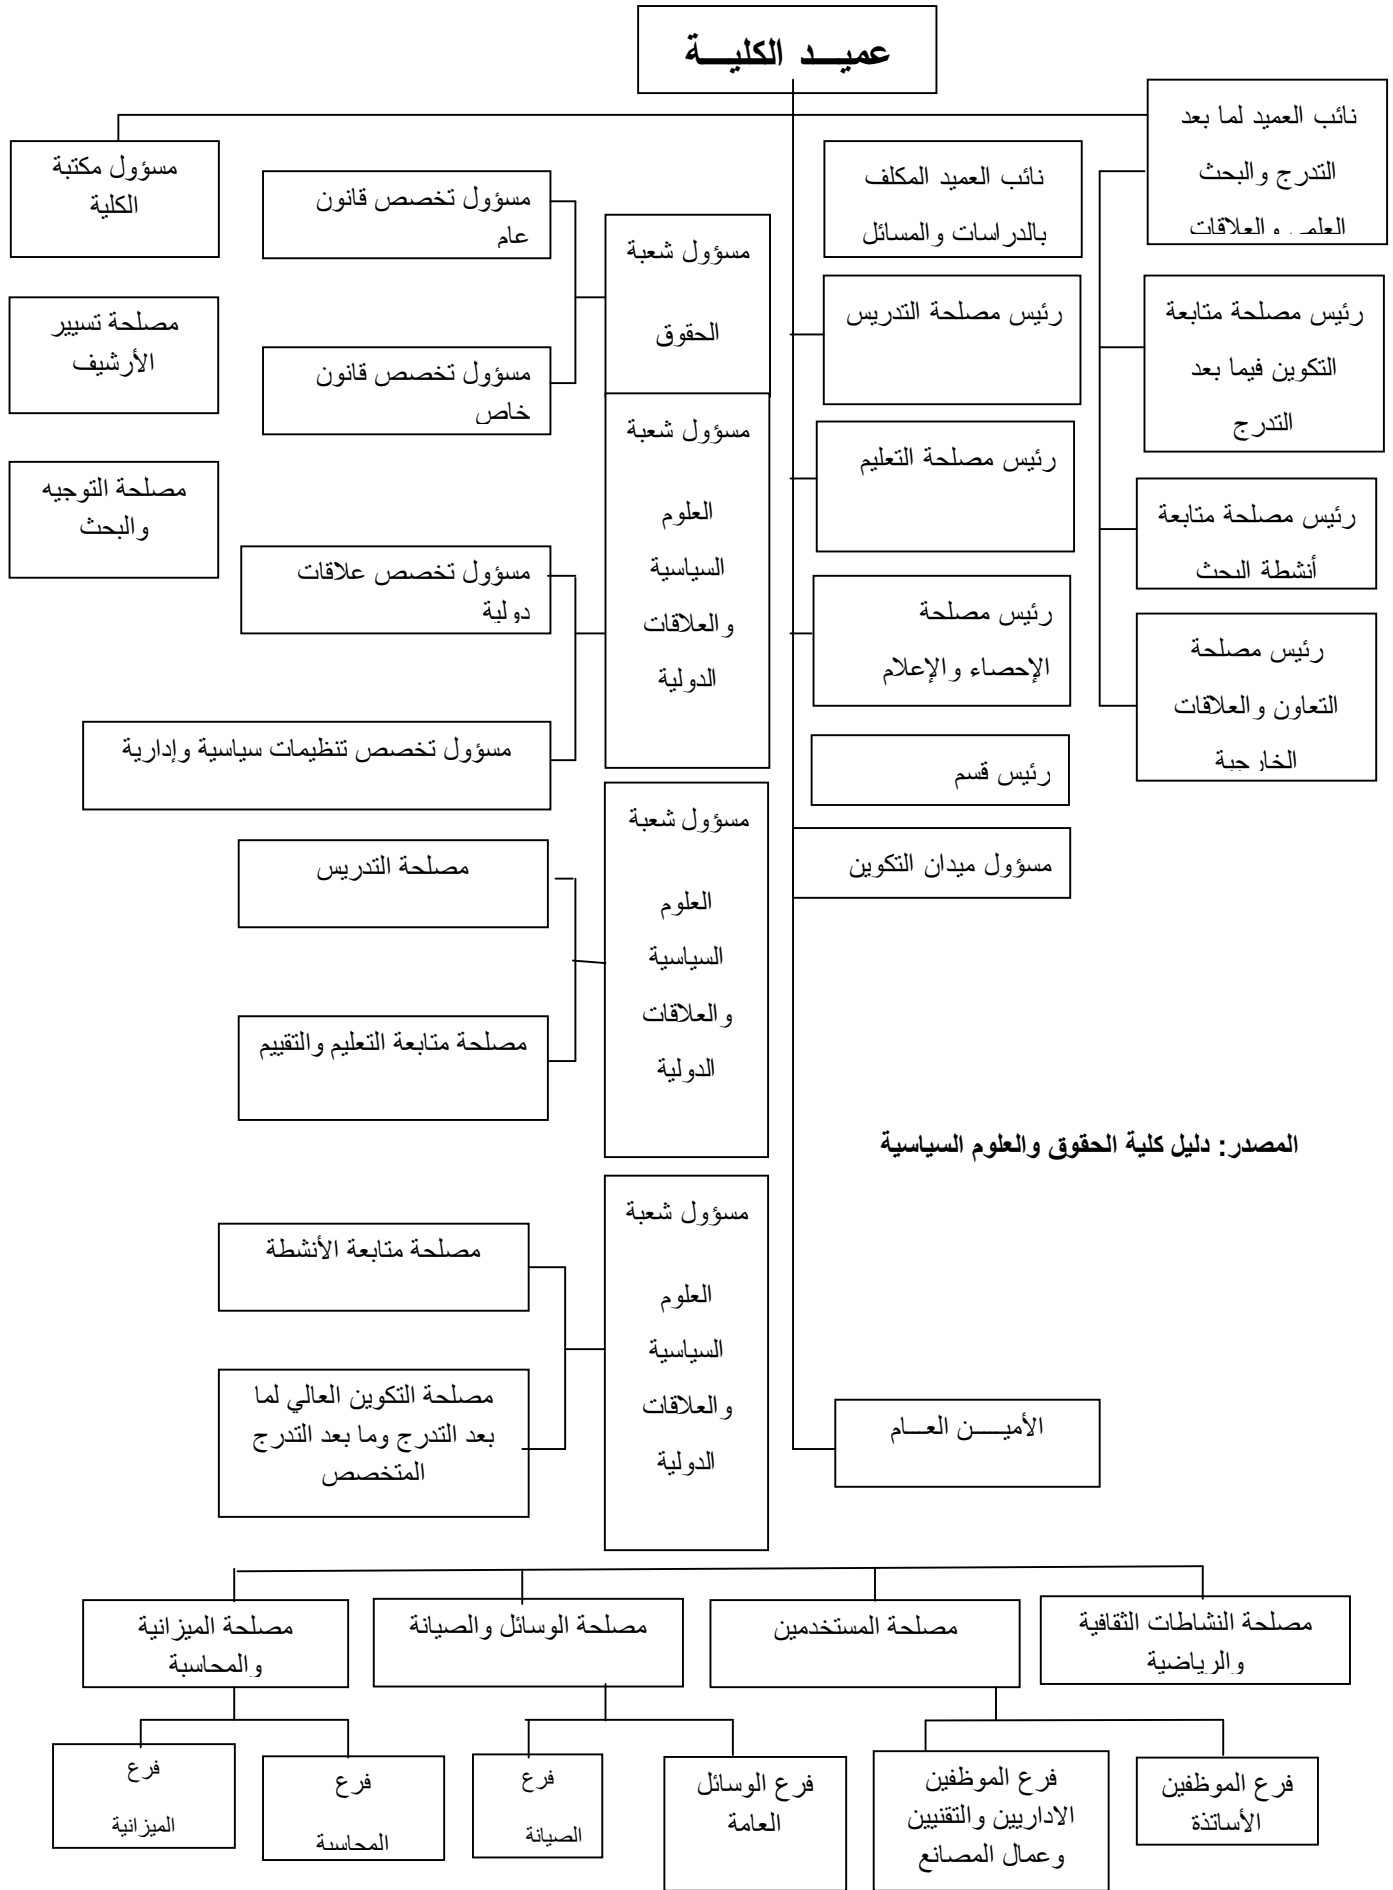 عميــد الكليــة
نائب العميد لما بعد
التدرج والبحث
العلمي والعلاقات
نائب العميد المكلف
بالدراسات والمسائل
مسؤول مكتبة
الكلية
مسؤول تخصص قانون
عام
مسؤول شعبة
الحقوق
رئيس مصلحة التدريس
رئيس مصلحة متابعة
التكوين فيما بعد
التدرج
مصلحة تسيير
الأرشيف
مسؤول تخصص قانون
خاص
مسؤول شعبة
العلوم
السياسية
والعلاقات
الدولية
رئيس مصلحة التعليم
رئيس مصلحة متابعة
أنشطة البحث
مصلحة التوجيه
والبحث
مسؤول تخصص علاقات
دولية
رئيس مصلحة
الإحصاء والإعلام
رئيس مصلحة
التعاون والعلاقات
الخارجية
مسؤول تخصص تنظيمات سياسية وإدارية
رئيس قسم
مسؤول شعبة
العلوم
السياسية
والعلاقات
الدولية
مسؤول ميدان التكوين
مصلحة التدريس
مصلحة متابعة التعليم والتقييم
المصدر: دليل كلية الحقوق والعلوم السياسية
مسؤول شعبة
العلوم
السياسية
والعلاقات
الدولية
مصلحة متابعة الأنشطة
مصلحة التكوين العالي لما
بعد التدرج وما بعد التدرج
المتخصص
الأميــن العــام
مصلحة النشاطات الثقافية
والرياضية
مصلحة المستخدمين
مصلحة الوسائل والصيانة
مصلحة الميزانية
والمحاسبة
فرع الموظفين
الأساتذة
فرع الموظفين
الاداريين والتقنيين
وعمال المصانع
فرع الوسائل
العامة
فرع
الصيانة
فرع
المحاسبة
فرع
الميزانية